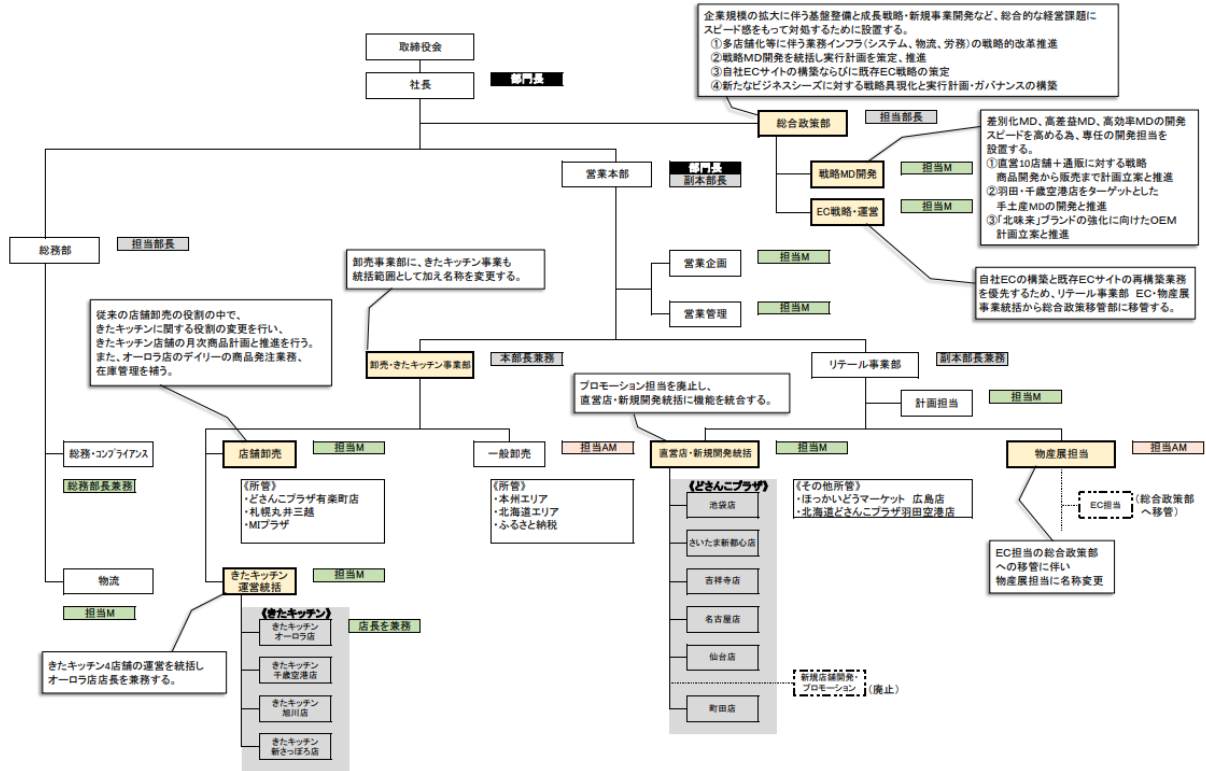 企業規模の拡大に伴う基盤整備と成長戦略・新規事業開発など、総合的な経営課題に
スピード感をもって対処するために設置する。
①多店舗化等に伴う業務インフラ（システム、物流、労務）の戦略的改革推進
②戦略MD開発を統括し実行計画を策定、推進
③自社ECサイトの構築ならびに既存EC戦略の策定
④新たなビジネスシーズに対する戦略具現化と実行計画・ガバナンスの構築
取締役会
社長
部門長
総合政策部
担当部長
差別化MD、高差益MD、高効率MDの開発
スピードを高める為、専任の開発担当を
設置する。
①直営10店舗＋通販に対する戦略
商品開発から販売まで計画立案と推進
②羽田・千歳空港店をターゲットとした
手土産MDの開発と推進
③「北味来」ブランドの強化に向けたOEM
計画立案と推進
営業本部
部門長
副本部長
戦略MD開発
担当M
EC戦略・運営
担当M
総務部
担当部長
卸売事業部に、きたキッチン事業も
統括範囲として加え名称を変更する。
営業企画
担当M
営業管理
担当M
自社ECの構築と既存ECサイトの再構築業務
を優先するため、リテール事業部 EC・物産展
事業統括から総合政策移管部に移管する。
従来の店舗卸売の役割の中で、
きたキッチンに関する役割の変更を行い、
きたキッチン店舗の月次商品計画と推進を行う。
また、オーロラ店のデイリーの商品発注業務、
在庫管理を補う。
卸売・きたキッチン事業部
本部長兼務
リテール事業部
副本部長兼務
プロモーション担当を廃止し、
直営店・新規開発統括に機能を統合する。
計画担当
担当M
総務・コンプライアンス
総務部長兼務
店舗卸売
担当M
一般卸売
担当AM
直営店・新規開発統括
担当M
物産展担当
担当AM
《所管》
・どさんこプラザ有楽町店
・札幌丸井三越
・MIプラザ
《所管》
・本州エリア
・北海道エリア
・ふるさと納税
《どさんこプラザ》
池袋店
さいたま新都心店
吉祥寺店
名古屋店
仙台店
町田店
《その他所管》
・ほっかいどうマーケット 広島店
・北海道どさんこプラザ羽田空港店
EC担当
（総合政策部
へ移管）
EC担当の総合政策部
への移管に伴い
物産展担当に名称変更
新規店舗開発・
プロモーション
（廃止）
物流
担当M
きたキッチン
運営統括
担当M
《きたキッチン》
きたキッチン
オーロラ店
店長を兼務
きたキッチン
千歳空港店
きたキッチン
旭川店
きたキッチン
新さっぽろ店
きたキッチン4店舗の運営を統括し
オーロラ店店長を兼務する。